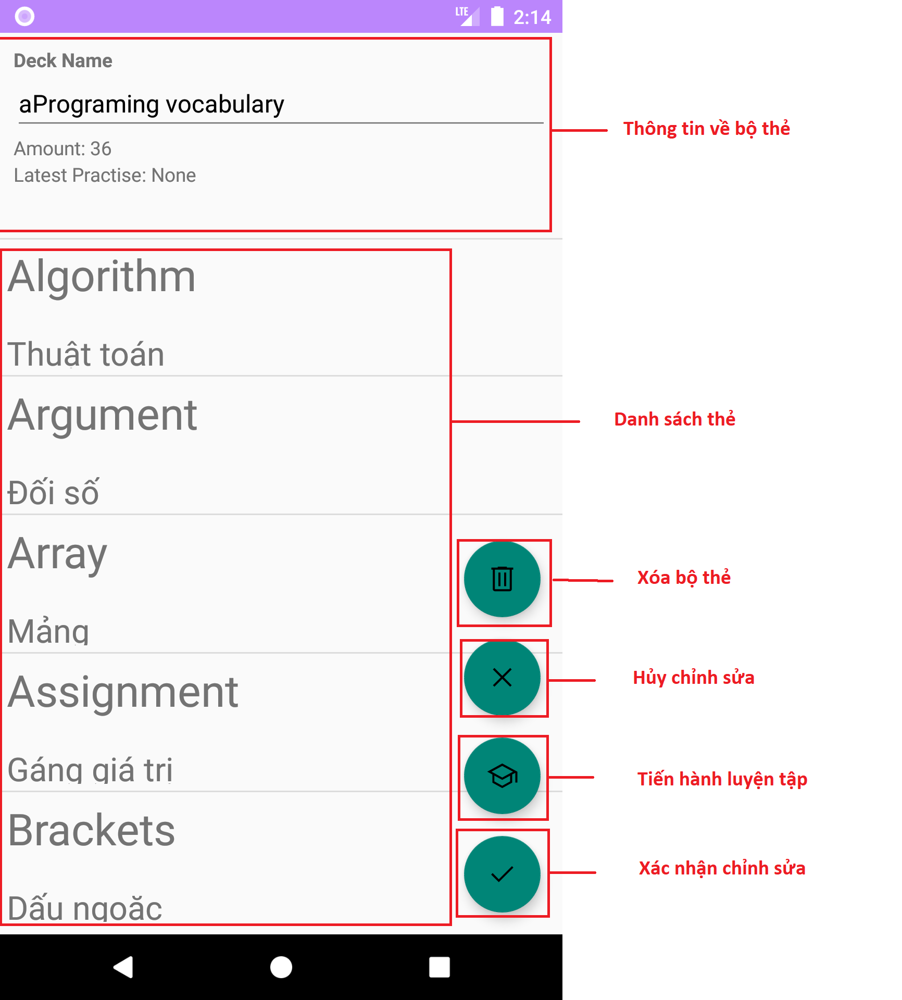 LTE 2:14
Deck Name
aPrograming vocabulary
Thông tin về bộ thẻ
Amount: 36
Latest Practise: None
Algorithm
Thuật toán
Argument
Danh sách thẻ
Đối số
Array
Xóa bộ thẻ
Mảng
Hủy chỉnh sửa
Assignment
Gáng giá trị
Tiến hành luyện tập
Brackets
Xác nhận chỉnh sửa
Dấu ngoặc